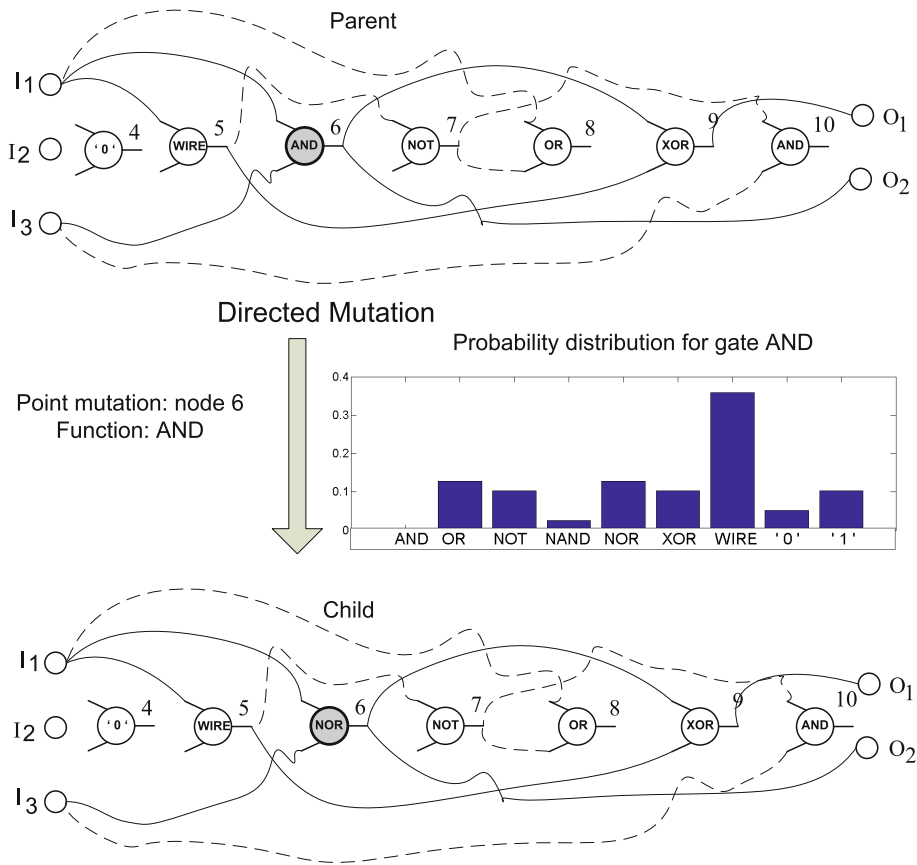 Parent
I1
I2
I3
4
5
6
7
8
9
10
'0'
WIRE
AND
NOT
OR
XOR
AND
O1
O2
Directed Mutation
Point mutation: node 6
Function: AND
Probability distribution for gate AND
0.4
0.3
0.2
0.1
0
AND OR NOT NAND NOR XOR WIRE '0' '1'
Child
I1
I2
I3
4
5
6
7
8
9
10
'0'
WIRE
NOR
NOT
OR
XOR
AND
O1
O2